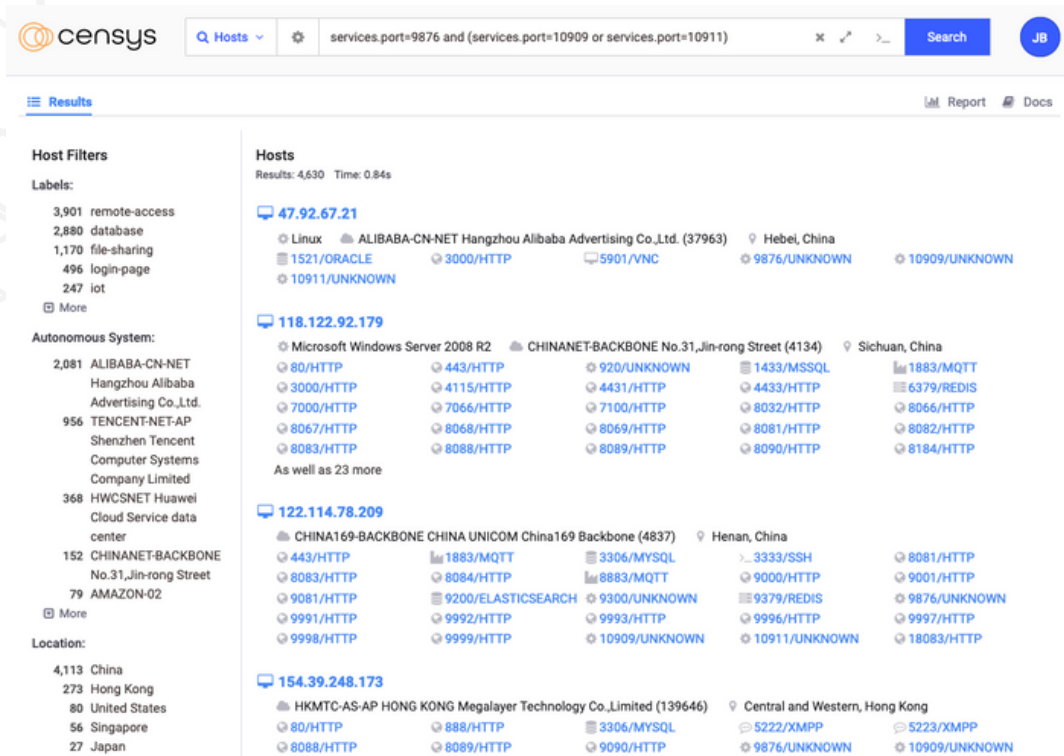 censys
Hosts
services.port=9876 and (services.port=10909 or services.port=10911)
>_
Search
JB
Results
Report
Docs
Host Filters
Labels:
3,901 remote-access
2,880 database
1,170 file-sharing
496 login-page
247 iot
More
Autonomous System:
2,081 ALIBABA-CN-NET
Hangzhou Alibaba
Advertising Co.,Ltd.
956 TENCENT-NET-AP
Shenzhen Tencent
Computer Systems
Company Limited
368 HWCSNET Huawei
Cloud Service data
center
152 CHINANET-BACKBONE
No.31,Jin-rong Street
79 AMAZON-02
More
Location:
4,113 China
273 Hong Kong
80 United States
56 Singapore
27 Japan
Hosts
Results: 4,630 Time: 0.84s
47.92.67.21
Linux ALIBABA-CN-NET Hangzhou Alibaba Advertising Co.,Ltd. (37963) Hebei, China
1521/ORACLE 3000/HTTP 5901/VNC 9876/UNKNOWN 10909/UNKNOWN
10911/UNKNOWN
118.122.92.179
Microsoft Windows Server 2008 R2 CHINANET-BACKBONE No.31,Jin-rong Street (4134) Sichuan, China
80/HTTP 443/HTTP 920/UNKNOWN 1433/MSSQL 1883/MQTT
3000/HTTP 4115/HTTP 4431/HTTP 4433/HTTP 6379/REDIS
7000/HTTP 7066/HTTP 7100/HTTP 8032/HTTP 8066/HTTP
8067/HTTP 8068/HTTP 8069/HTTP 8081/HTTP 8082/HTTP
8083/HTTP 8088/HTTP 8089/HTTP 8090/HTTP 8184/HTTP
As well as 23 more
122.114.78.209
CHINA169-BACKBONE CHINA UNICOM China169 Backbone (4837) Henan, China
443/HTTP 1883/MQTT 3306/MYSQL >_ 3333/SSH 8081/HTTP
8083/HTTP 8084/HTTP 8883/MQTT 9000/HTTP 9001/HTTP
9081/HTTP 9200/ELASTICSEARCH 9300/UNKNOWN 9379/REDIS 9876/UNKNOWN
9991/HTTP 9992/HTTP 9993/HTTP 9996/HTTP 9997/HTTP
9998/HTTP 9999/HTTP 10909/UNKNOWN 10911/UNKNOWN 18083/HTTP
154.39.248.173
HKMTC-AS-AP HONG KONG Megalayer Technology Co.,Limited (139646) Central and Western, Hong Kong
80/HTTP 888/HTTP 3306/MYSQL 5222/XMPP 5223/XMPP
8088/HTTP 8089/HTTP 9090/HTTP 9876/UNKNOWN 10909/UNKNOWN